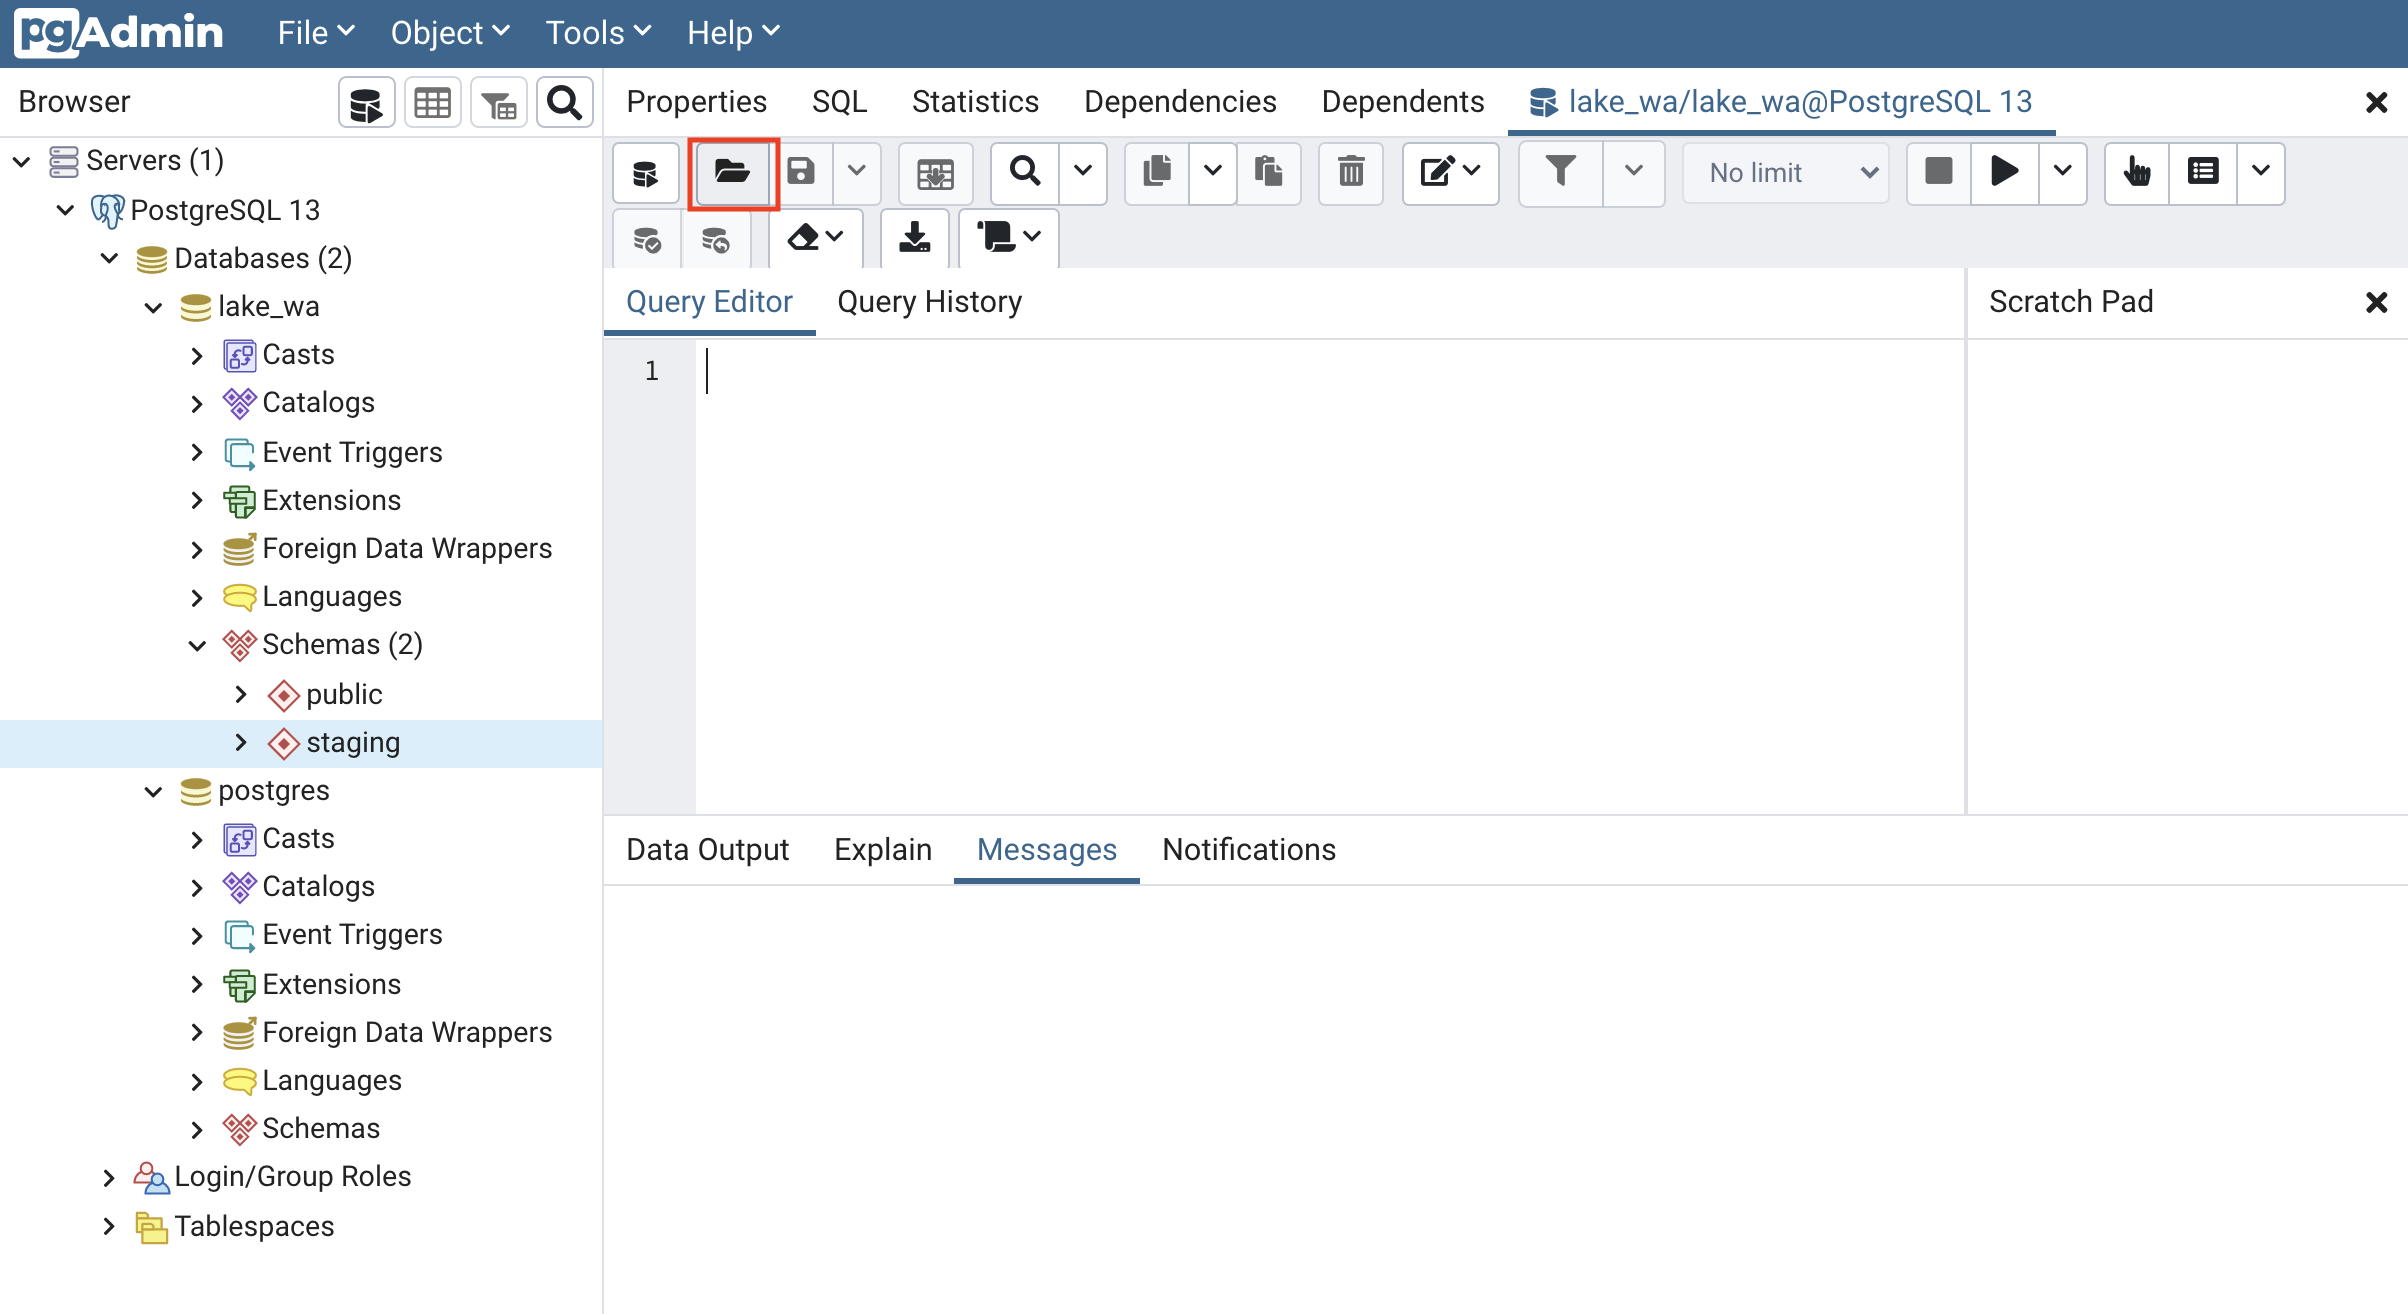 pgAdmin File Object Tools Help
Browser
Properties SQL Statistics Dependencies Dependents lake_wa/lake_wa@PostgreSQL 13
Servers (1)
PostgreSQL 13
Databases (2)
lake_wa
Casts
Catalogs
Event Triggers
Extensions
Foreign Data Wrappers
Languages
Schemas (2)
public
staging
postgres
Casts
Catalogs
Event Triggers
Extensions
Foreign Data Wrappers
Languages
Schemas
Login/Group Roles
Tablespaces
No limit
Query Editor Query History
Scratch Pad
1
Data Output Explain Messages Notifications